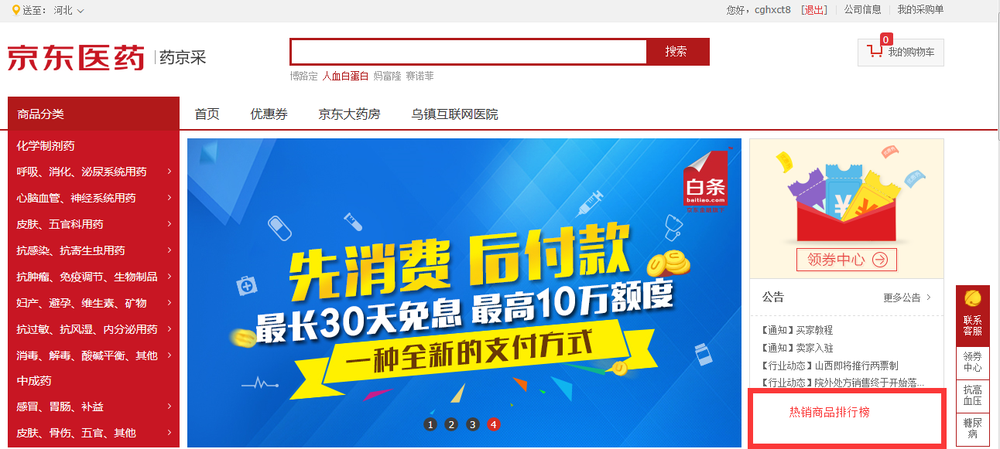 送至： 河北
您好，cghxct8 [退出] 公司信息 我的采购单
京东医药 药京采
搜索
0 我的购物车
博路定 人血白蛋白 妈富隆 赛诺菲
商品分类 首页 优惠券 京东大药房 乌镇互联网医院
化学制剂药
呼吸、消化、泌尿系统用药
心脑血管、神经系统用药
皮肤、五官科用药
抗感染、抗寄生虫用药
抗肿瘤、免疫调节、生物制品
妇产、避孕、维生素、矿物
抗过敏、抗风湿、内分泌用药
消毒、解毒、酸碱平衡、其他
中成药
感冒、胃肠、补益
皮肤、骨伤、五官、其他
白条
baitiao.com
先消费 后付款
最长30天免息 最高10万额度
一种全新的支付方式
1 2 3 4
¥
¥
领券中心
公告 更多公告
【通知】买家教程
【通知】卖家入驻
【行业动态】山西即将推行两票制
【行业动态】院外处方销售终于开始落...
热销商品排行榜
联系
客服
领券
中心
抗高
血压
糖尿
病